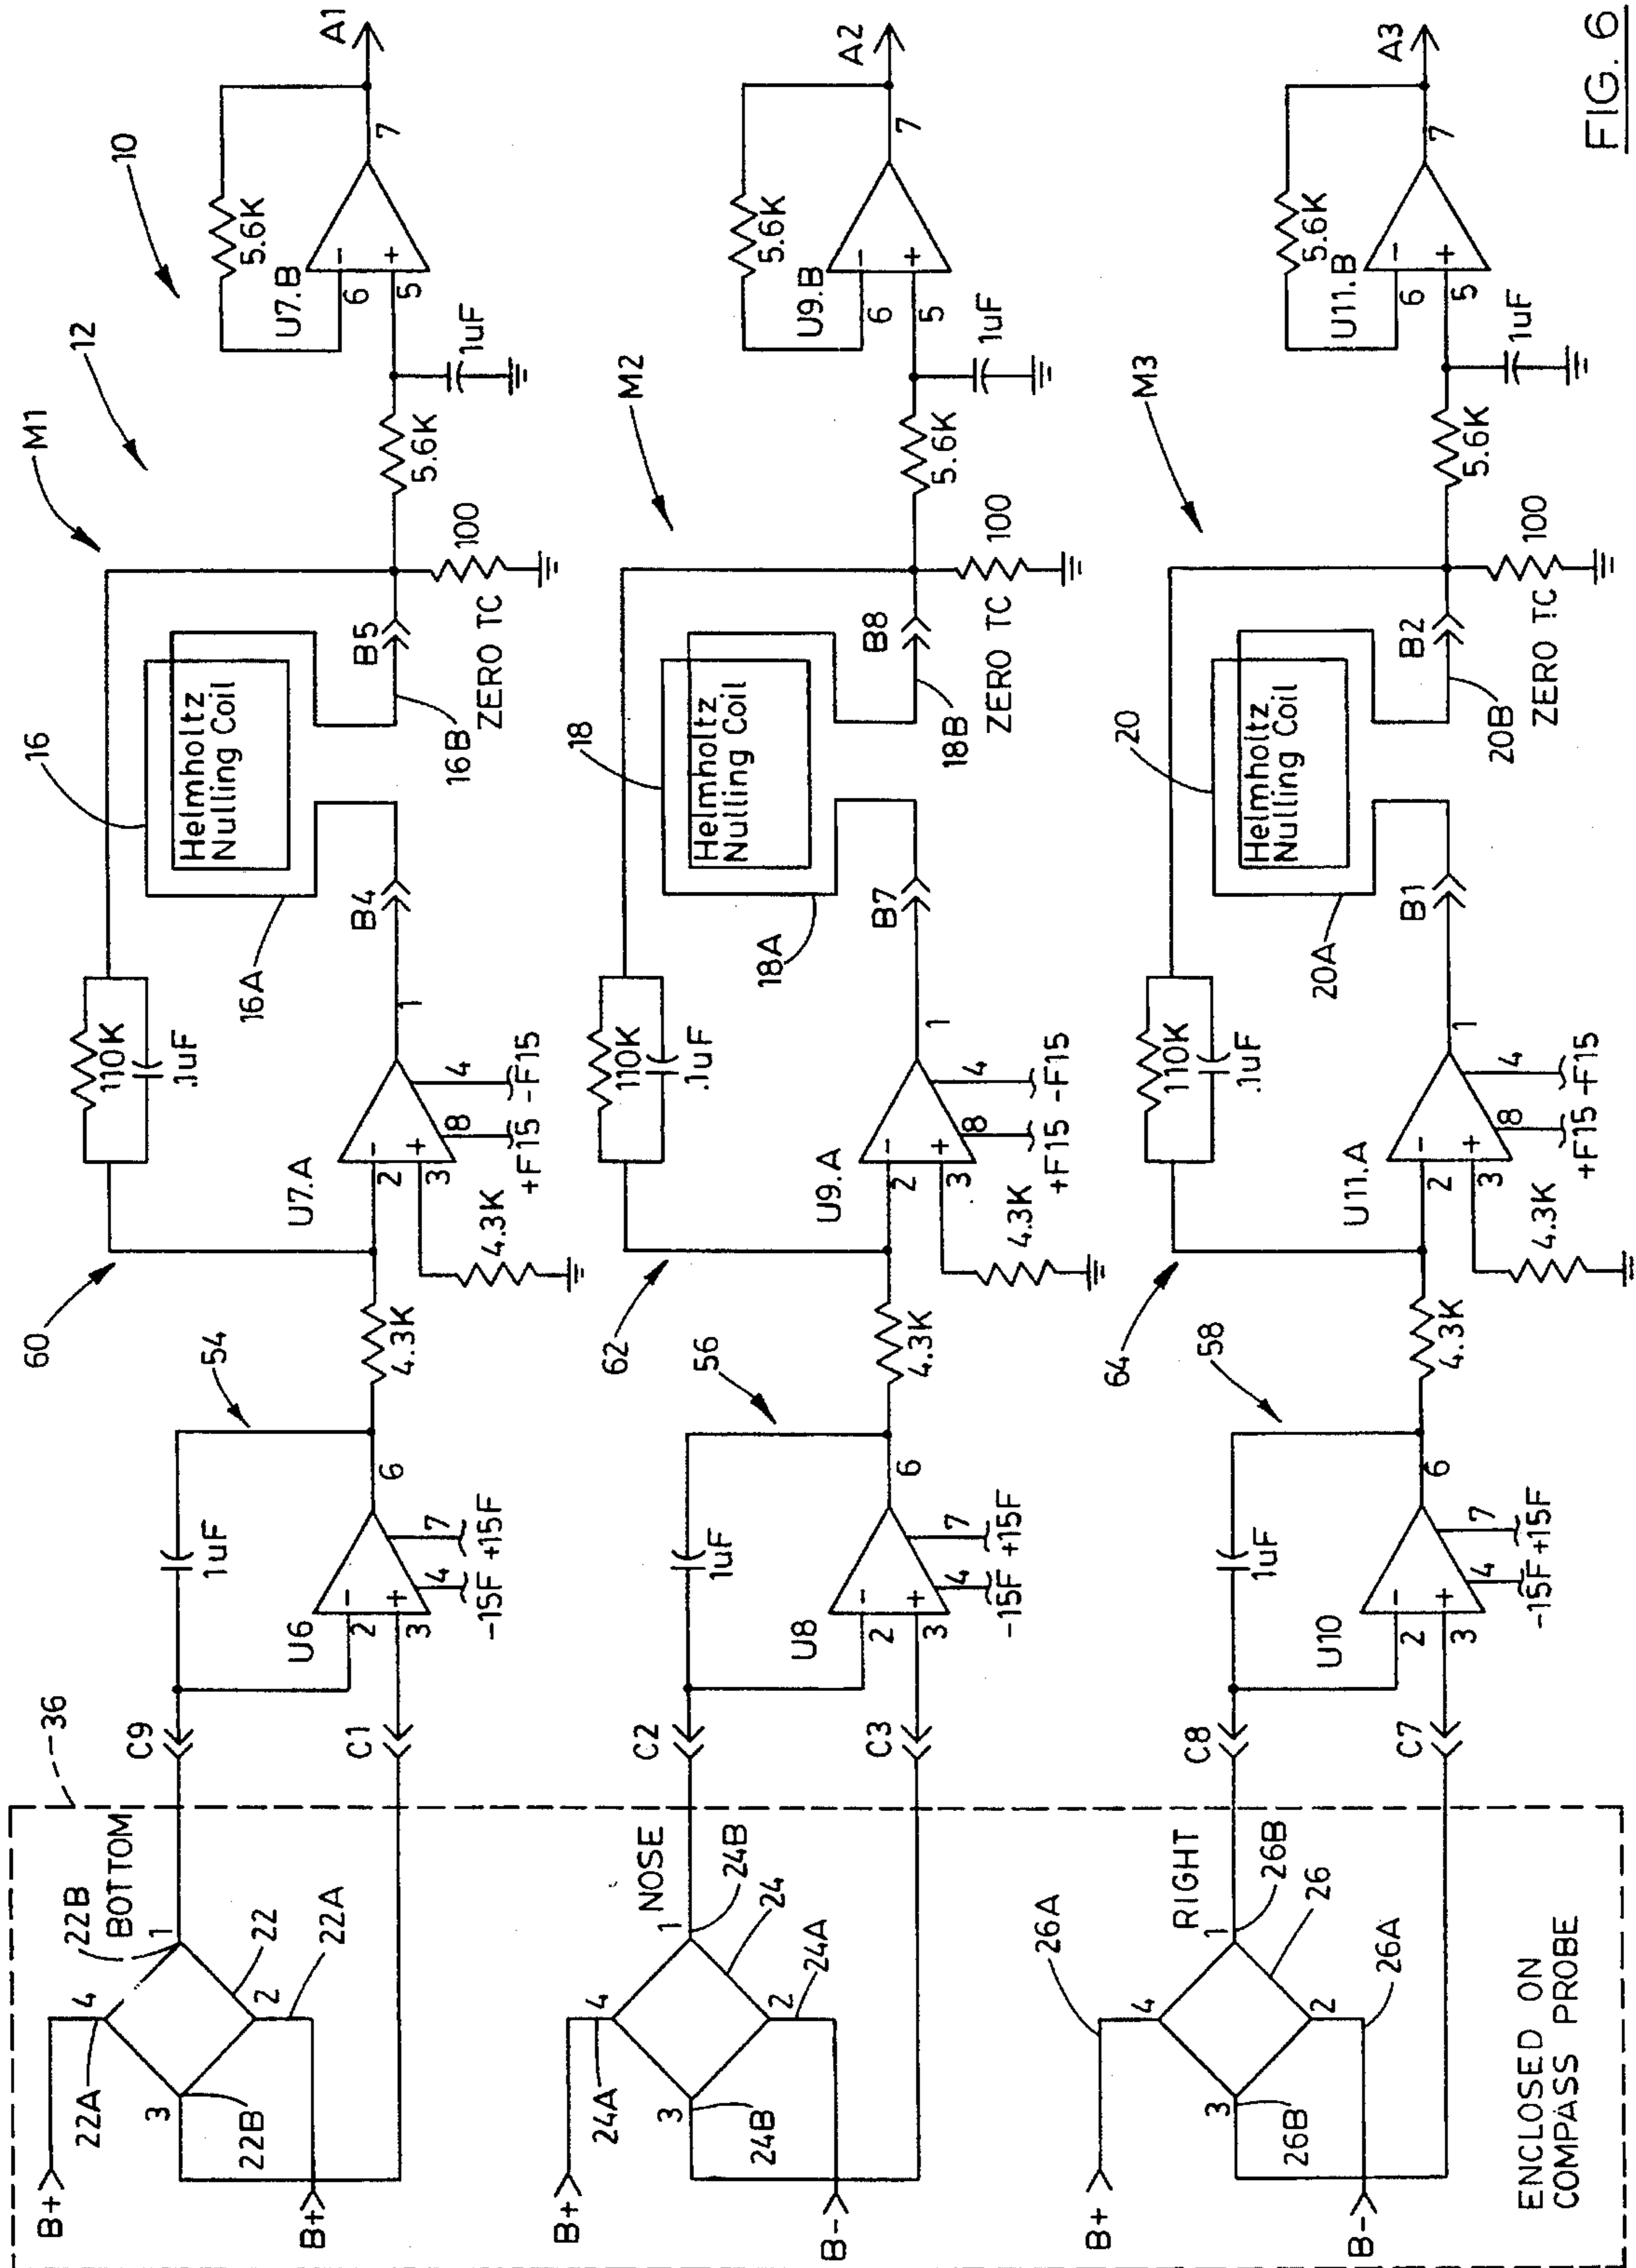 B+
22A
4
22B
BOTTOM
1
3
22B
22
2
22A
B+
36
C9
C1
1uF
54
U6
2
3
4
7
-15F +15F
6
4.3K
60
110K
.1uF
U7.A
2
3
8
4
+F15 -F15
1
4.3K
16A
B4
16
Helmholtz
Nulling Coil
B5
16B
ZERO TC
100
M1
12
10
5.6K
1uF
5.6K
U7.B
6
5
7
A1
B+
24A
4
NOSE
1
24B
24
3
24B
2
24A
B-
C2
C3
1uF
56
U8
2
3
4
7
-15F +15F
6
4.3K
62
110K
.1uF
U9.A
2
3
8
4
+F15 -F15
1
4.3K
18A
B7
18
Helmholtz
Nulling Coil
B8
18B
ZERO TC
100
M2
5.6K
1uF
5.6K
U9.B
6
5
7
A2
B+
26A
4
RIGHT
1
26B
26
3
26B
2
26A
B-
C8
C7
1uF
58
U10
2
3
4
7
-15F +15F
6
4.3K
64
110K
.1uF
U11.A
2
3
8
4
+F15 -F15
1
4.3K
20A
B1
20
Helmholtz
Nulling Coil
B2
20B
ZERO TC
100
M3
5.6K
1uF
5.6K
U11.B
6
5
7
A3
ENCLOSED ON
COMPASS PROBE
FIG. 6